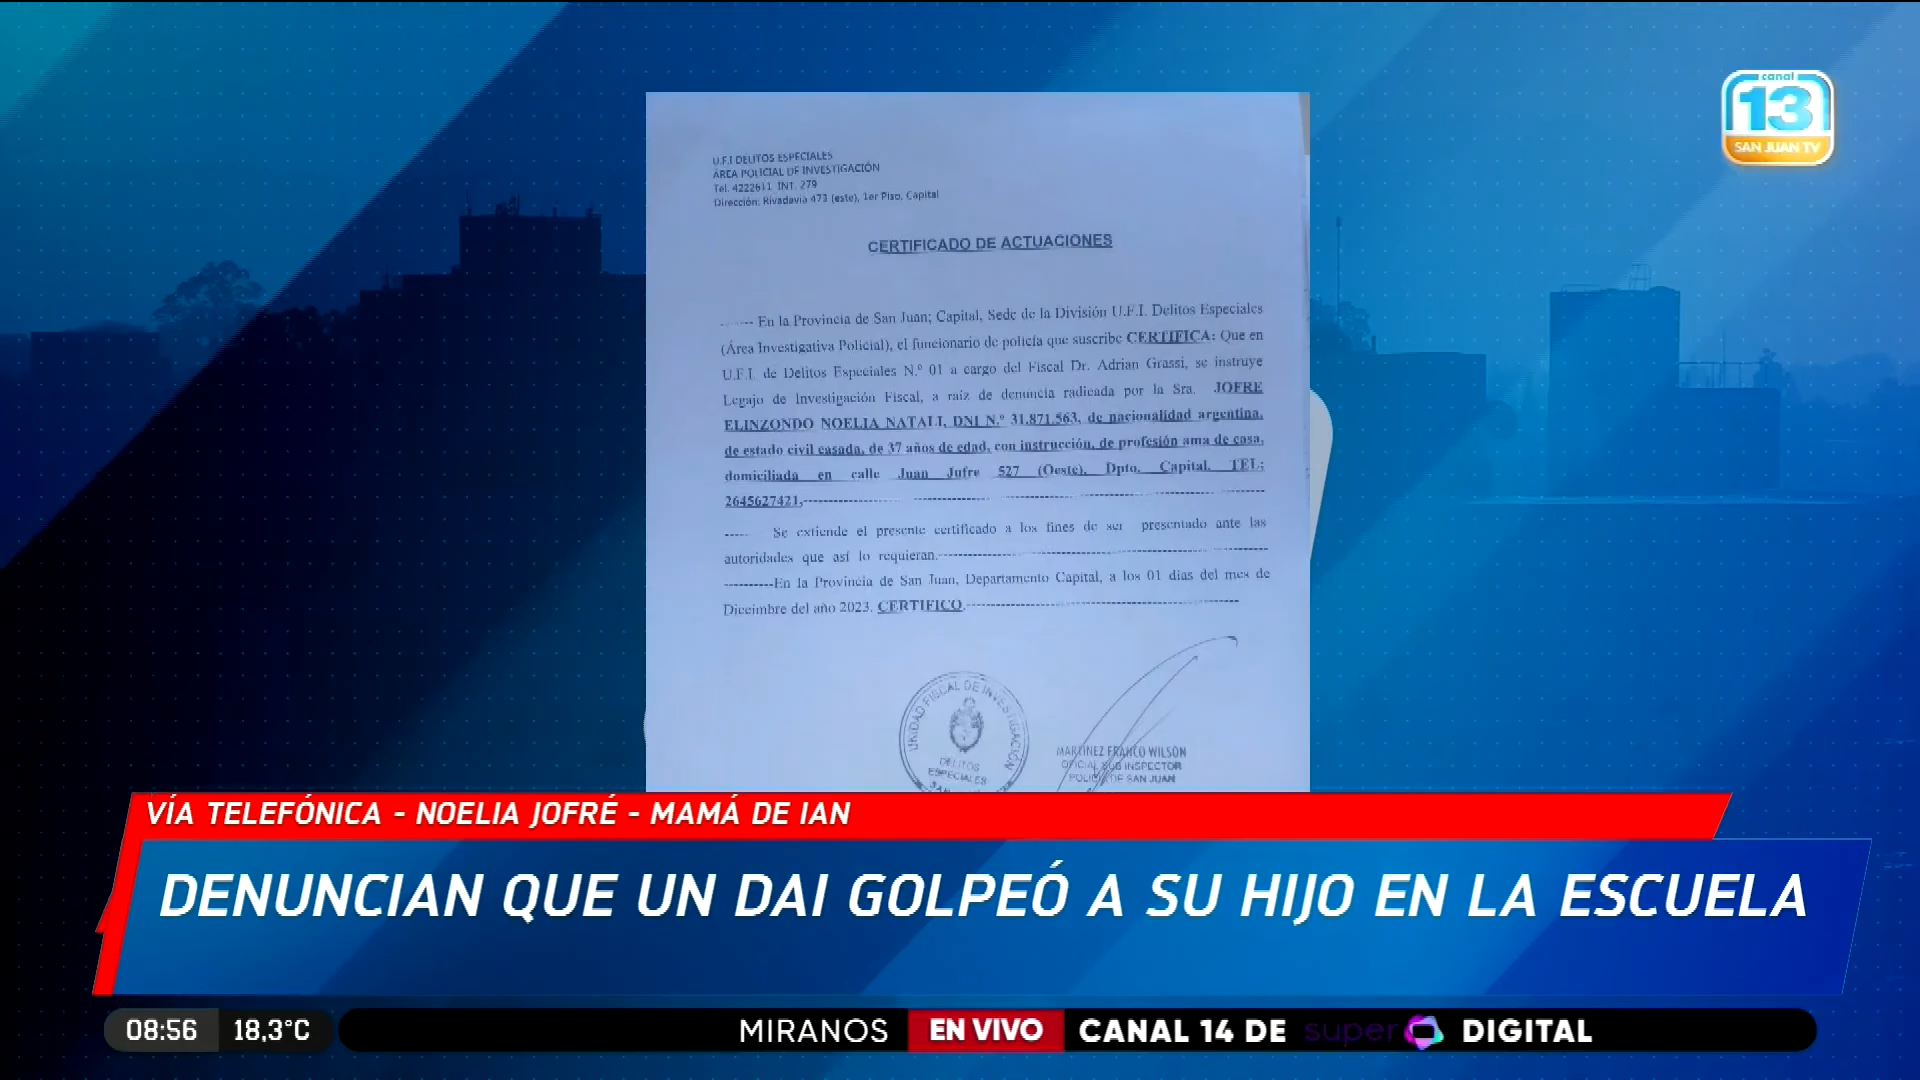 canal
13
SAN JUAN TV
U.F.I DELITOS ESPECIALES
ÁREA POLICIAL DE INVESTIGACIÓN
Tel. 4222611 INT. 279
Dirección: Rivadavia 473 (este), 1er Piso, Capital
CERTIFICADO DE ACTUACIONES
------ En la Provincia de San Juan; Capital, Sede de la División U.F.I. Delitos Especiales
(Área Investigativa Policial), el funcionario de policía que suscribe CERTIFICA: Que en
U.F.I. de Delitos Especiales N.º 01 a cargo del Fiscal Dr. Adrian Grassi, se instruye
Legajo de Investigación Fiscal, a raíz de denuncia radicada por la Sra. JOFRE
ELINZONDO NOELIA NATALI, DNI N.º 31.871.563, de nacionalidad argentina,
de estado civil casada, de 37 años de edad, con instrucción, de profesión ama de casa,
domiciliada en calle Juan Jufre 527 (Oeste), Dpto. Capital. TEL:
2645627421,--------------------
----- Se extiende el presente certificado a los fines de ser presentado ante las
autoridades que así lo requieran.--------------------
----------En la Provincia de San Juan, Departamento Capital, a los 01 días del mes de
Diciembre del año 2023. CERTIFICO.--------------------
UNIDAD FISCAL DE INVESTIGACIÓN
DELITOS
ESPECIALES
MARTINEZ FRANCO WILSON
OFICIAL SUB INSPECTOR
POLICIA DE SAN JUAN
VÍA TELEFÓNICA - NOELIA JOFRÉ - MAMÁ DE IAN
DENUNCIAN QUE UN DAI GOLPEÓ A SU HIJO EN LA ESCUELA
08:56 18,3°C MIRANOS EN VIVO CANAL 14 DE super DIGITAL